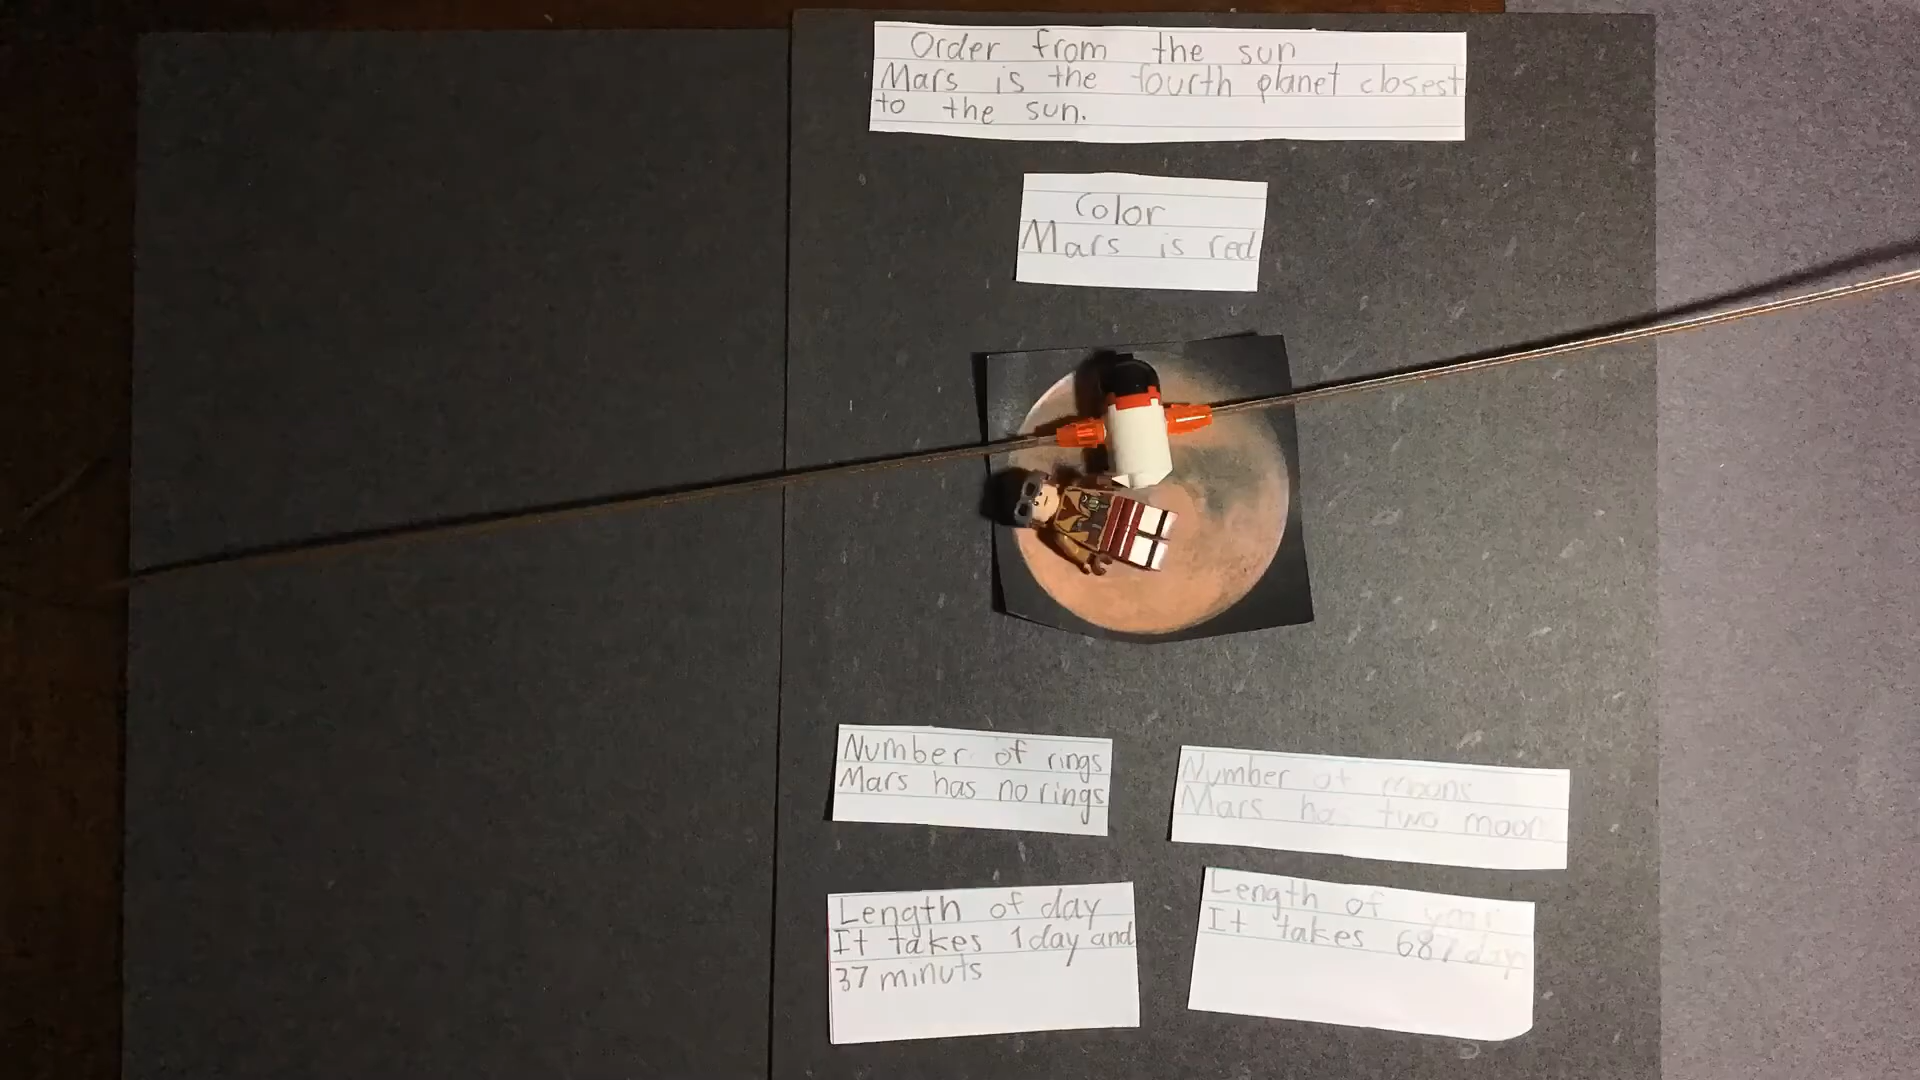 Order from the sun
Mars is the fourth planet closest
to the sun.
Color
Mars is red
Number of rings
Mars has no rings
Number of moons
Mars has two moon
Length of day
It takes 1 day and
37 minuts
Length of year
It takes 687 days